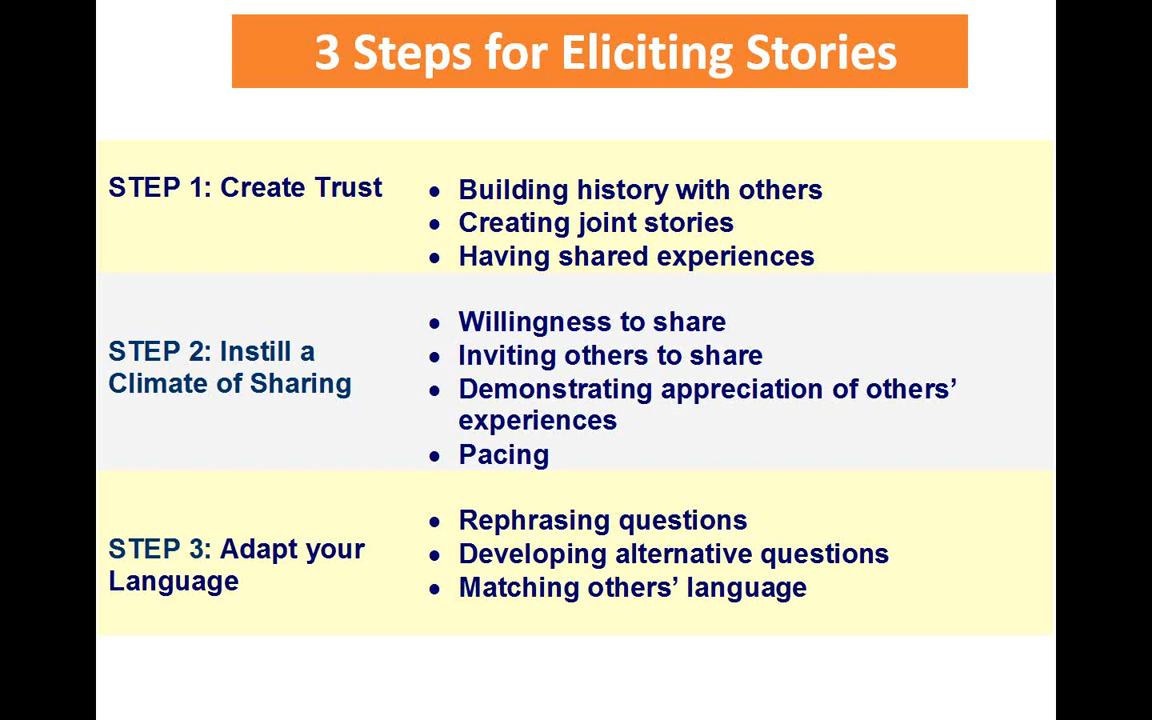 3 Steps for Eliciting Stories
STEP 1: Create Trust
• Building history with others
• Creating joint stories
• Having shared experiences
STEP 2: Instill a
Climate of Sharing
• Willingness to share
• Inviting others to share
• Demonstrating appreciation of others’
experiences
• Pacing
STEP 3: Adapt your
Language
• Rephrasing questions
• Developing alternative questions
• Matching others’ language